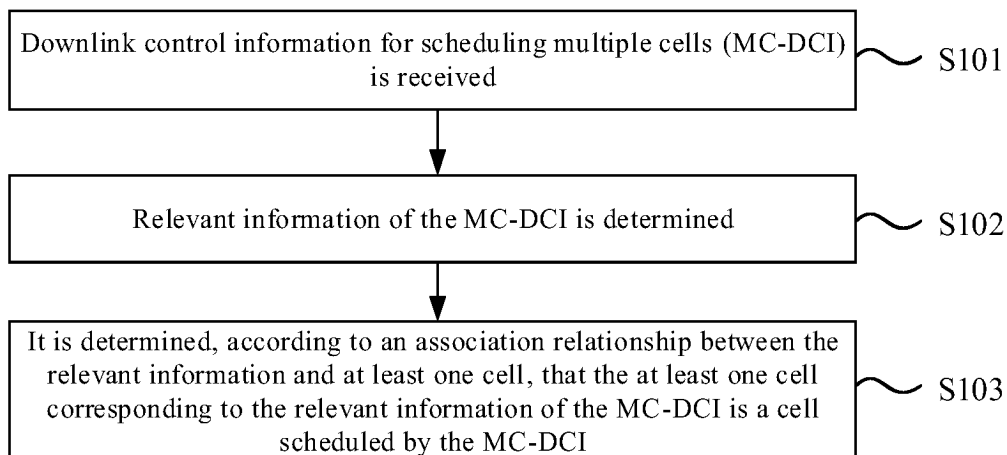 Downlink control information for scheduling multiple cells (MC-DCI)
is received
S101
Relevant information of the MC-DCI is determined
S102
It is determined, according to an association relationship between the
relevant information and at least one cell, that the at least one cell
corresponding to the relevant information of the MC-DCI is a cell
scheduled by the MC-DCI
S103